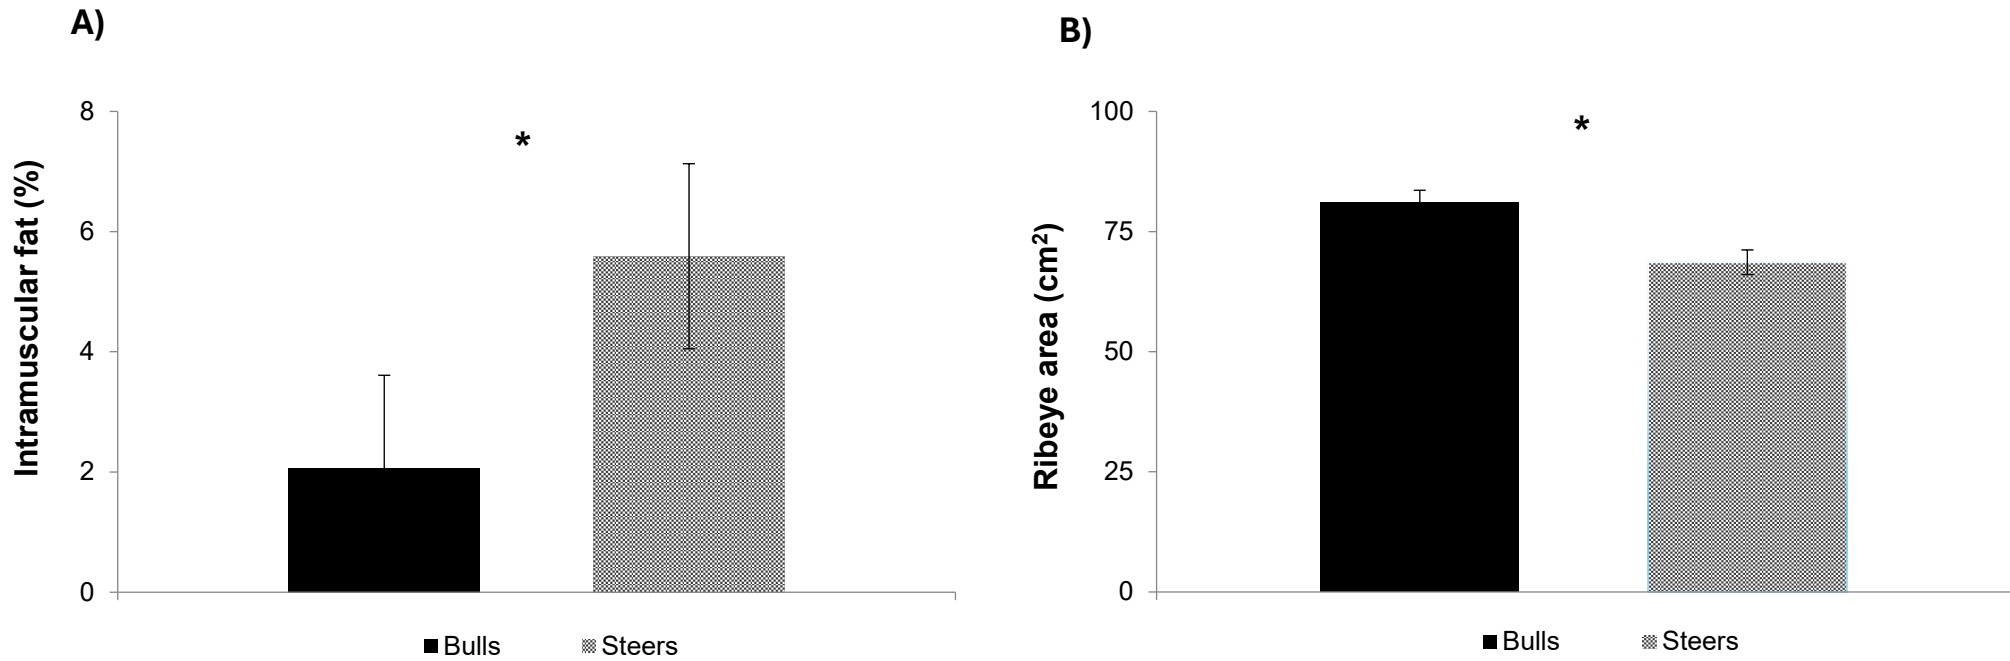 A)
Intramuscular fat (%)
8
6
4
2
0
*
Bulls Steers
B)
Ribeye area (cm²)
100
75
50
25
0
*
Bulls Steers